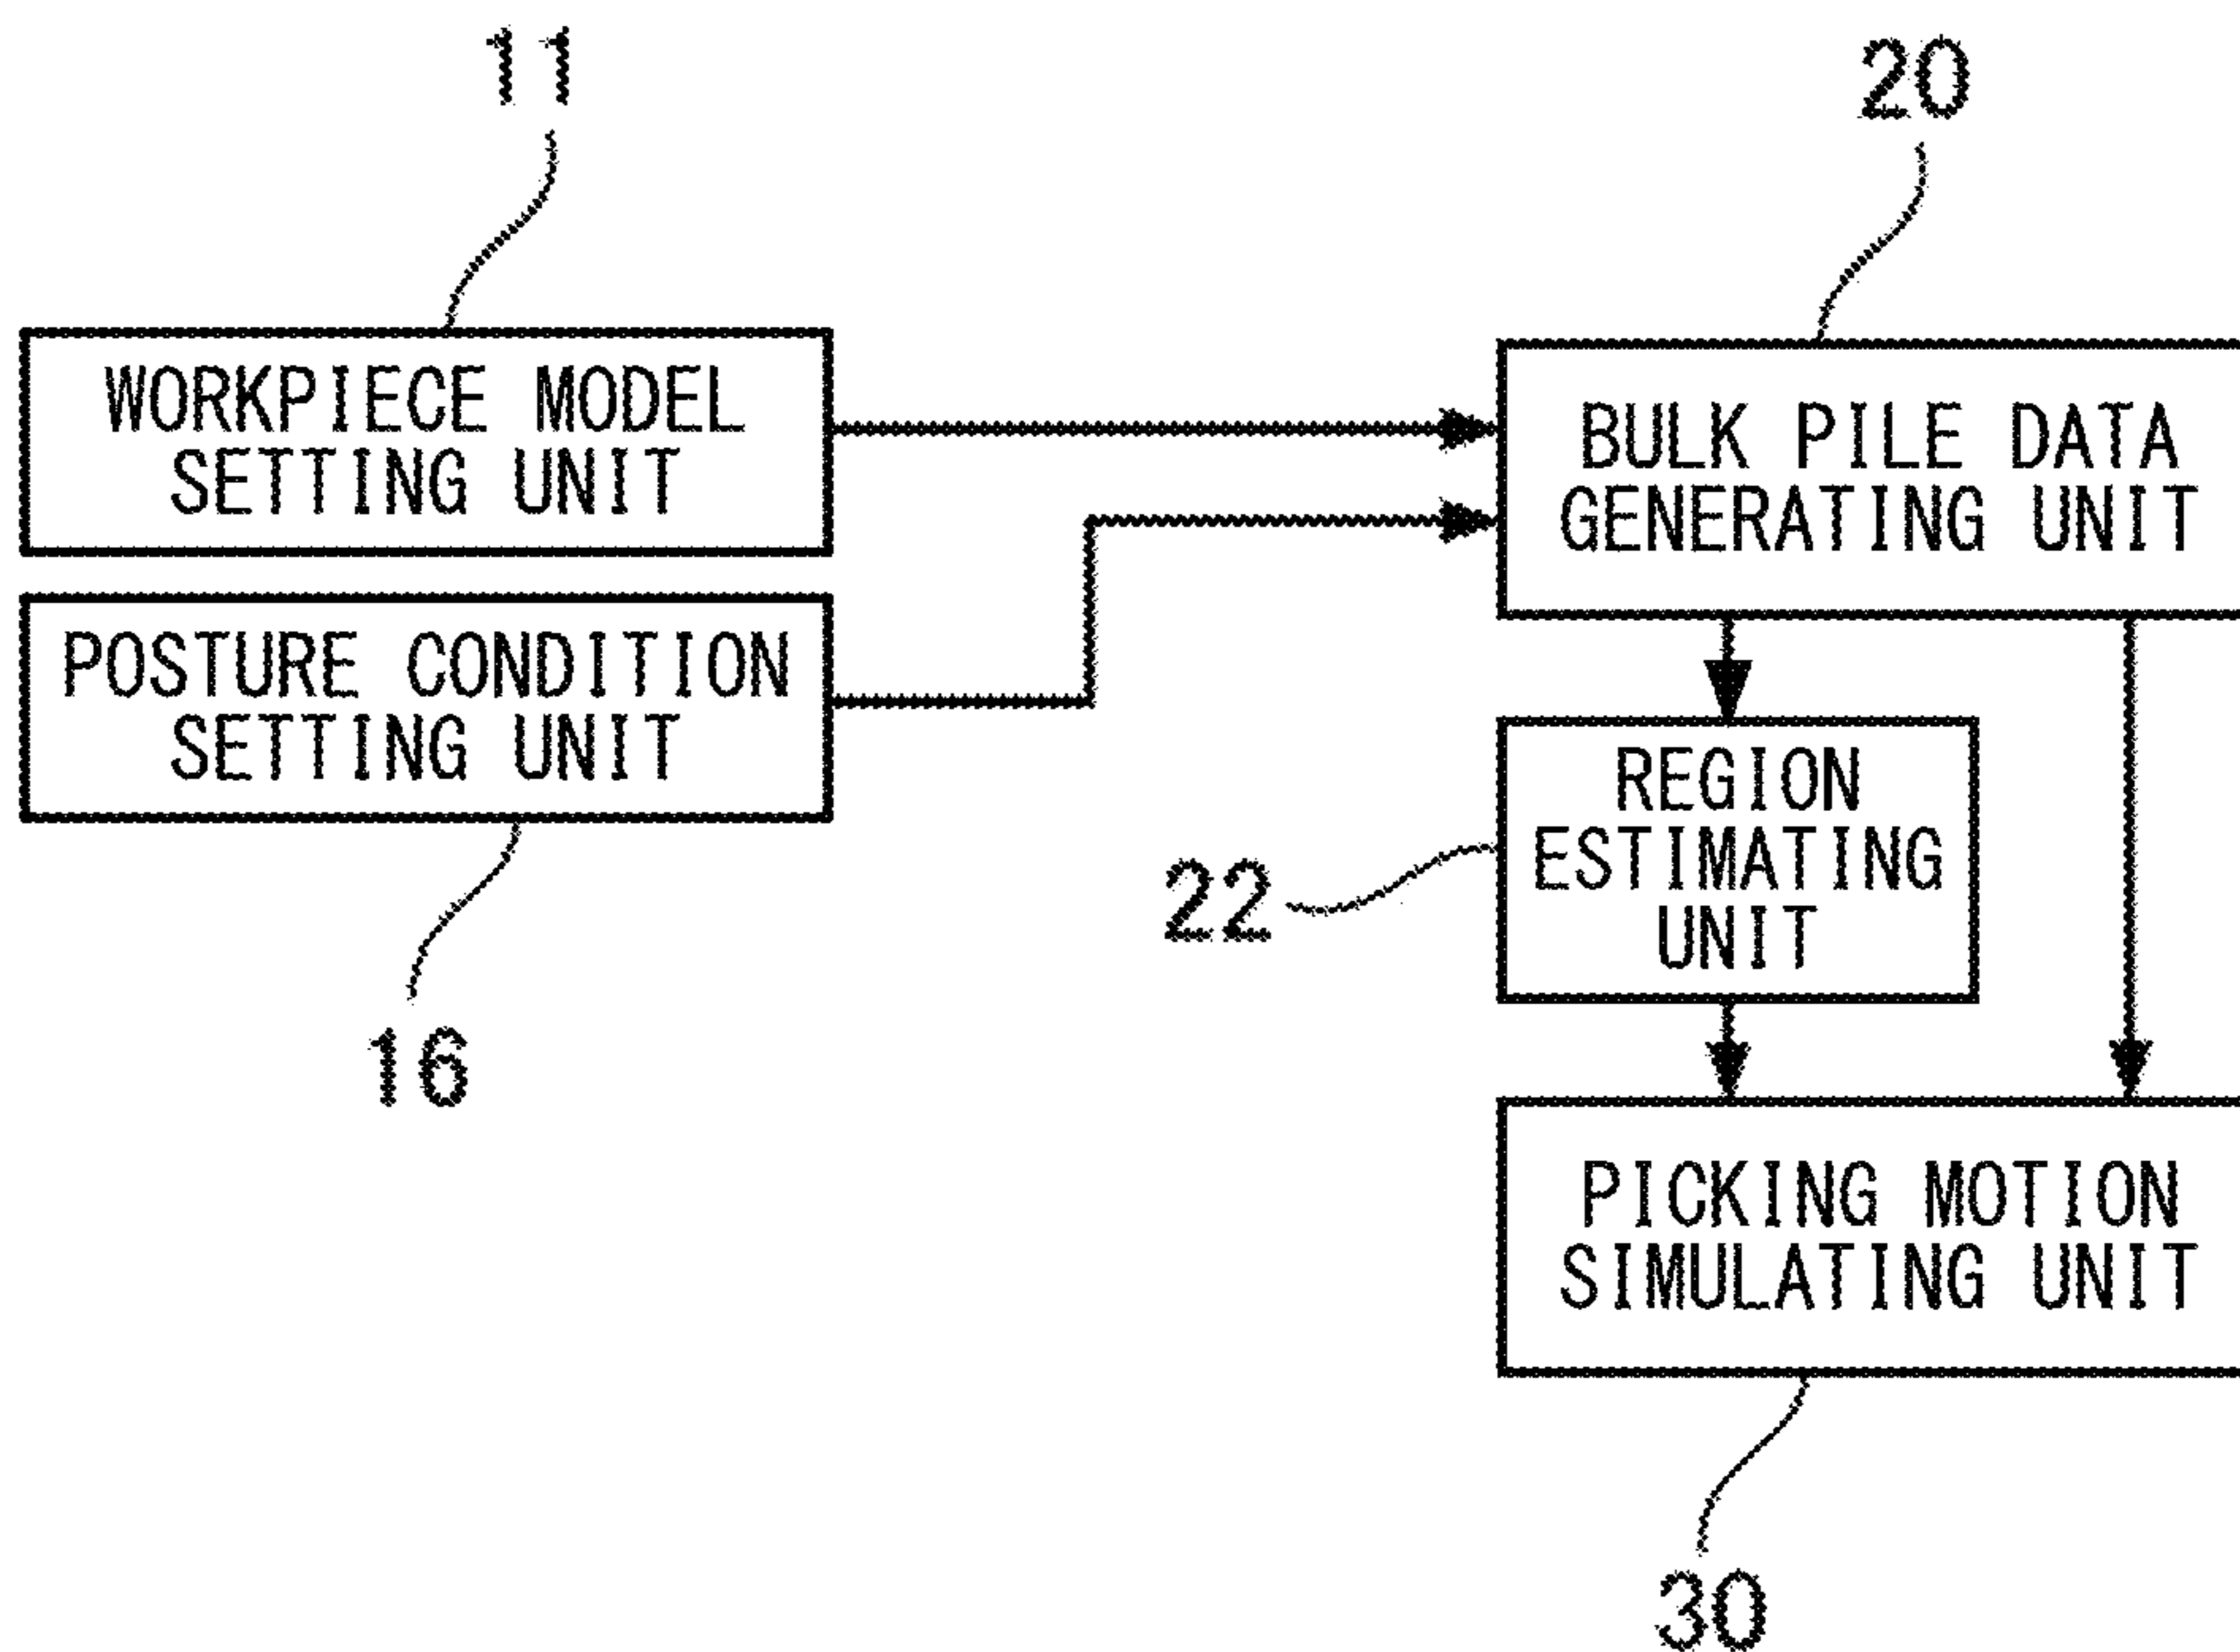 11
20
WORKPIECE MODEL
SETTING UNIT
BULK PILE DATA
GENERATING UNIT
POSTURE CONDITION
SETTING UNIT
REGION
ESTIMATING
UNIT
22
16
PICKING MOTION
SIMULATING UNIT
30